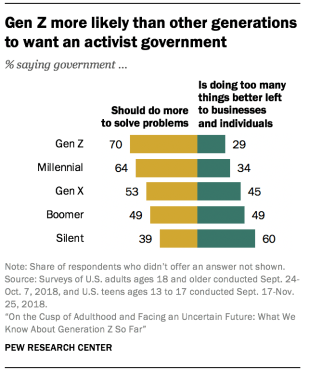 Gen Z more likely than other generations
to want an activist government
% saying government ...
Should do more
to solve problems
Is doing too many
things better left
to businesses
and individuals
Gen Z 70 29
Millennial 64 34
Gen X 53 45
Boomer 49 49
Silent 39 60
Note: Share of respondents who didn't offer an answer not shown.
Source: Surveys of U.S. adults ages 18 and older conducted Sept. 24-
Oct. 7, 2018, and U.S. teens ages 13 to 17 conducted Sept. 17-Nov.
25, 2018.
"On the Cusp of Adulthood and Facing an Uncertain Future: What We
Know About Generation Z So Far"
PEW RESEARCH CENTER